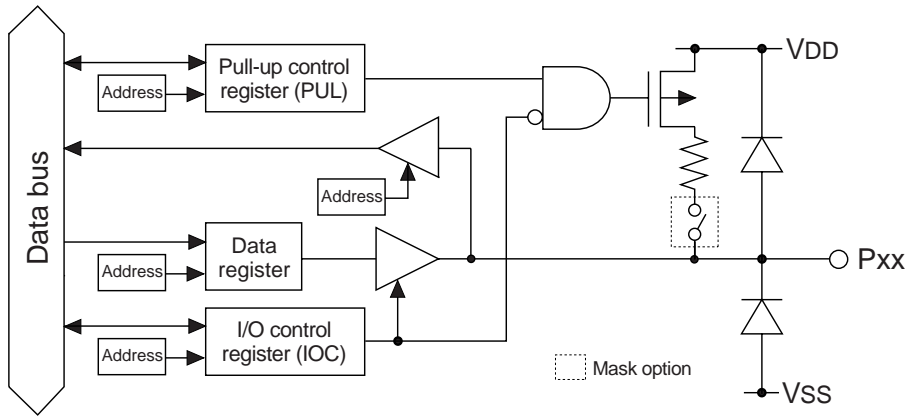 Data bus
Address
Pull-up control
register (PUL)
VDD
Address
Address
Data
register
Pxx
Address
I/O control
register (IOC)
Mask option
VSS